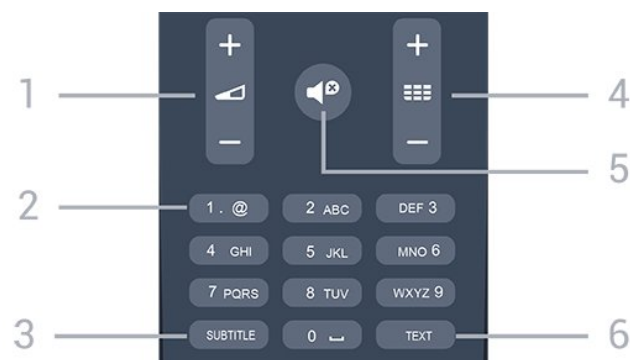 + +
1 4
- -
5
2 1 . @ 2 ABC DEF 3
4 GHI 5 JKL MNO 6
7 PQRS 8 TUV WXYZ 9
3 SUBTITLE 0 ⎵ TEXT 6